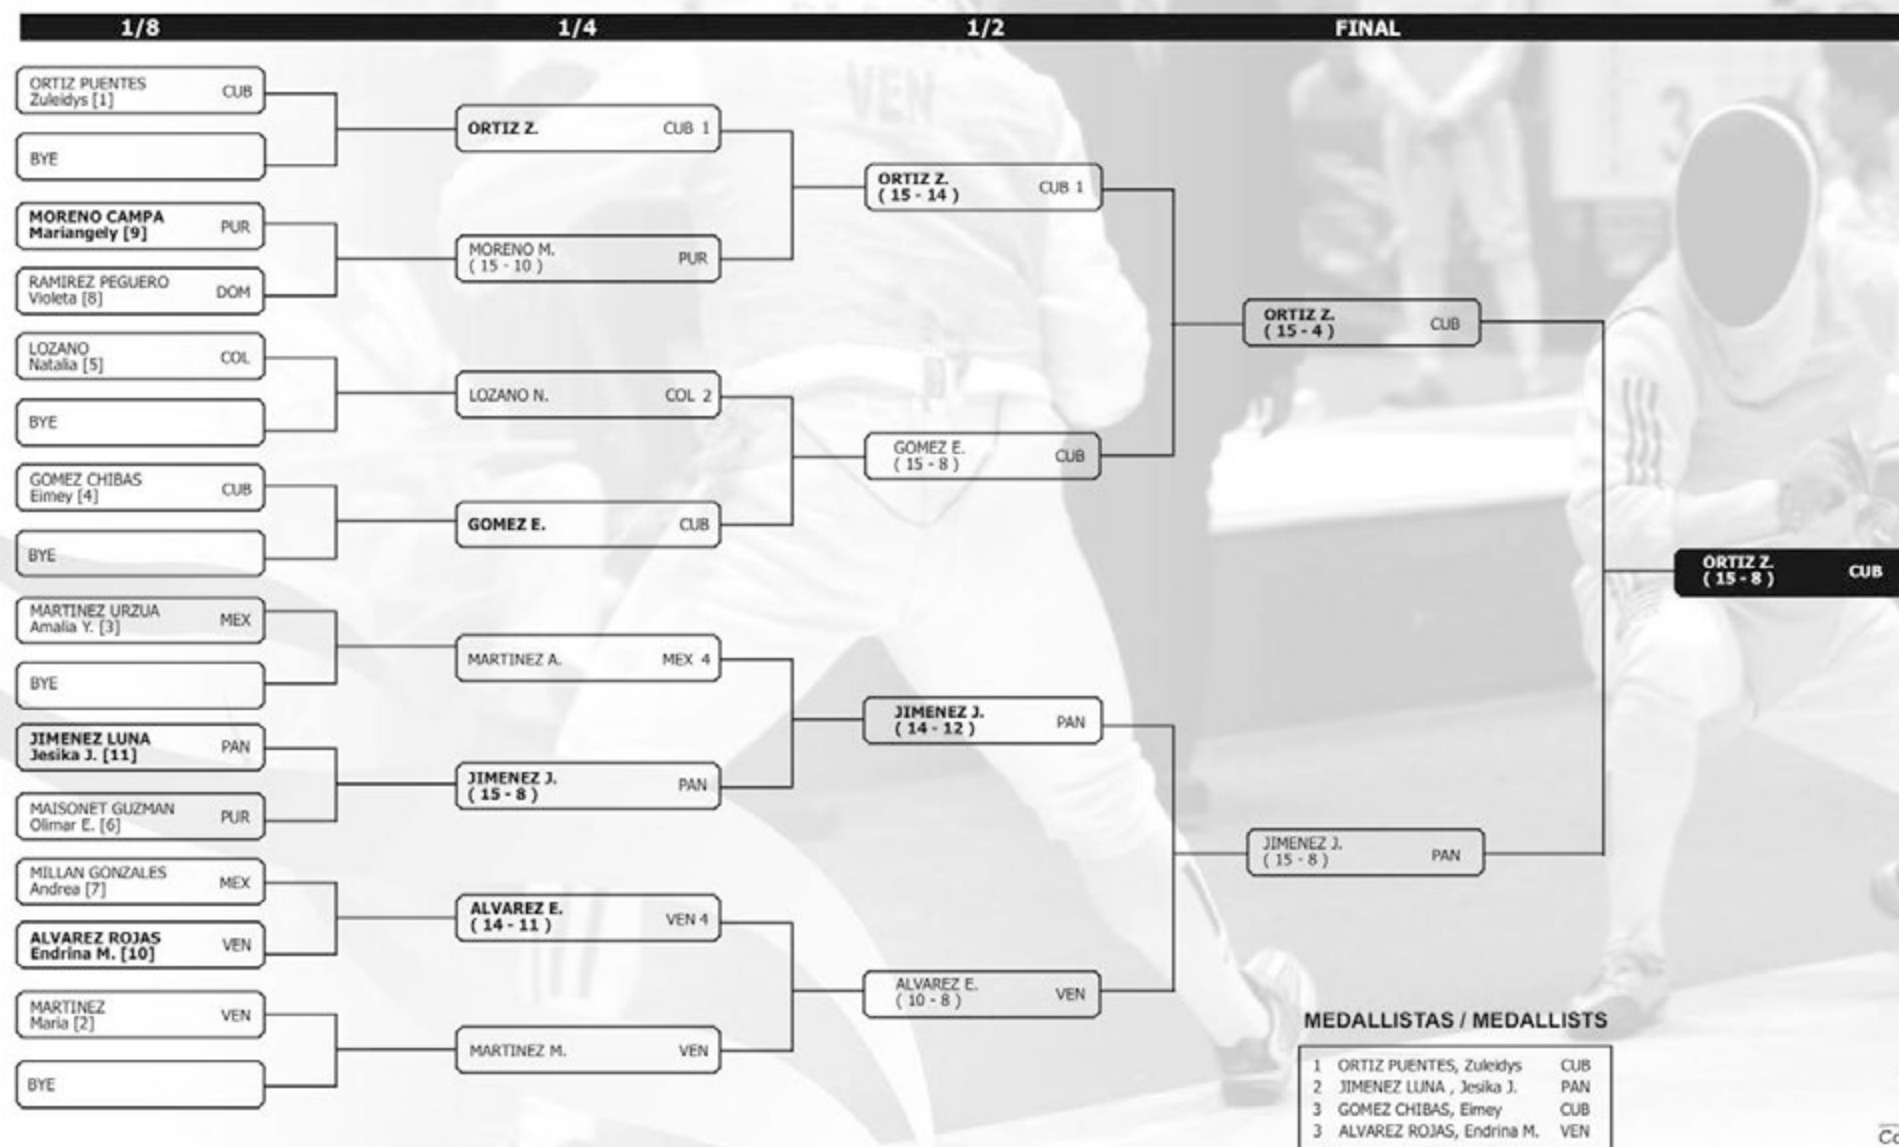 1/8 1/4 1/2 FINAL
ORTIZ PUENTES
Zuleidys [1] CUB
BYE
MORENO CAMPA
Mariangely [9] PUR
RAMIREZ PEGUERO
Violeta [8] DOM
LOZANO
Natalia [5] COL
BYE
GOMEZ CHIBAS
Eimey [4] CUB
BYE
MARTINEZ URZUA
Amalia Y. [3] MEX
BYE
JIMENEZ LUNA
Jesika J. [11] PAN
MAISONET GUZMAN
Olimar E. [6] PUR
MILLAN GONZALES
Andrea [7] MEX
ALVAREZ ROJAS
Endrina M. [10] VEN
MARTINEZ
Maria [2] VEN
BYE
ORTIZ Z. CUB 1
MORENO M.
( 15 - 10 ) PUR
LOZANO N. COL 2
GOMEZ E. CUB
MARTINEZ A. MEX 4
JIMENEZ J.
( 15 - 8 ) PAN
ALVAREZ E.
( 14 - 11 ) VEN 4
MARTINEZ M. VEN
ORTIZ Z.
( 15 - 14 ) CUB 1
GOMEZ E.
( 15 - 8 ) CUB
JIMENEZ J.
( 14 - 12 ) PAN
ALVAREZ E.
( 10 - 8 ) VEN
ORTIZ Z.
( 15 - 4 ) CUB
JIMENEZ J.
( 15 - 8 ) PAN
ORTIZ Z.
( 15 - 8 ) CUB
MEDALLISTAS / MEDALLISTS
1 ORTIZ PUENTES, Zuleidys CUB
2 JIMENEZ LUNA , Jesika J. PAN
3 GOMEZ CHIBAS, Eimey CUB
3 ALVAREZ ROJAS, Endrina M. VEN
VEN
3